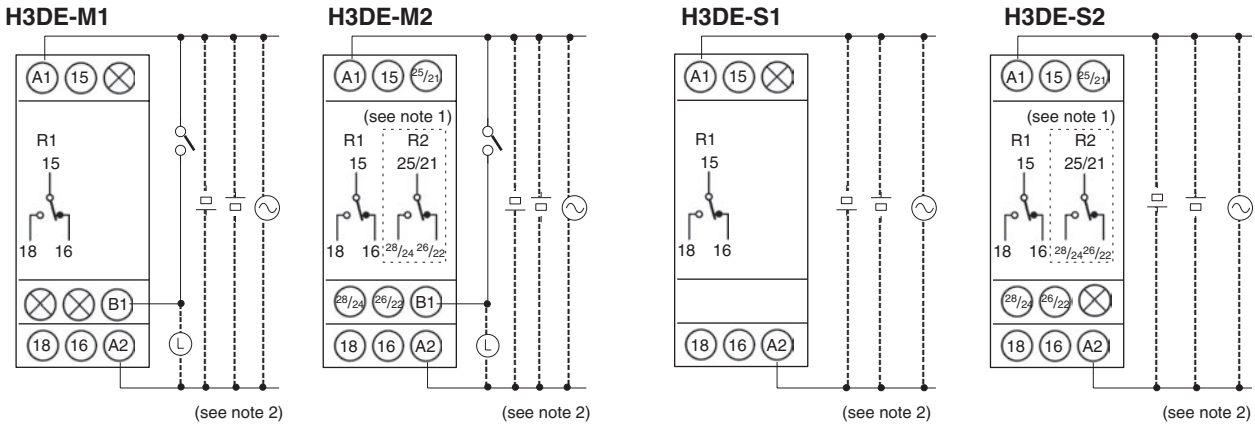 H3DE-M1
A1 15
R1
15
18 16
B1
18 16 A2
L
(see note 2)
H3DE-M2
A1 15 25/21
(see note 1)
R1 R2
15 25/21
18 16 28/24 26/22
28/24 26/22 B1
18 16 A2
L
(see note 2)
H3DE-S1
A1 15
R1
15
18 16
18 16 A2
(see note 2)
H3DE-S2
A1 15 25/21
(see note 1)
R1 R2
15 25/21
18 16 28/24 26/22
28/24 26/22
18 16 A2
(see note 2)